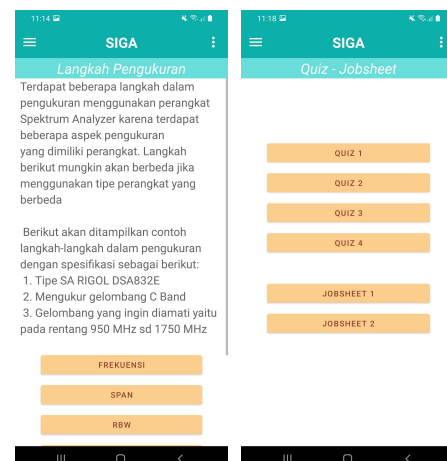 11:14
SIGA
Langkah Pengukuran
Terdapat beberapa langkah dalam
pengukuran menggunakan perangkat
Spektrum Analyzer karena terdapat
beberapa aspek pengukuran
yang dimiliki perangkat. Langkah
berikut mungkin akan berbeda jika
menggunakan tipe perangkat yang
berbeda
Berikut akan ditampilkan contoh
langkah-langkah dalam pengukuran
dengan spesifikasi sebagai berikut:
1. Tipe SA RIGOL DSA832E
2. Mengukur gelombang C Band
3. Gelombang yang ingin diamati yaitu
pada rentang 950 MHz sd 1750 MHz
FREKUENSI
SPAN
RBW
11:18
SIGA
Quiz - Jobsheet
QUIZ 1
QUIZ 2
QUIZ 3
QUIZ 4
JOBSHEET 1
JOBSHEET 2